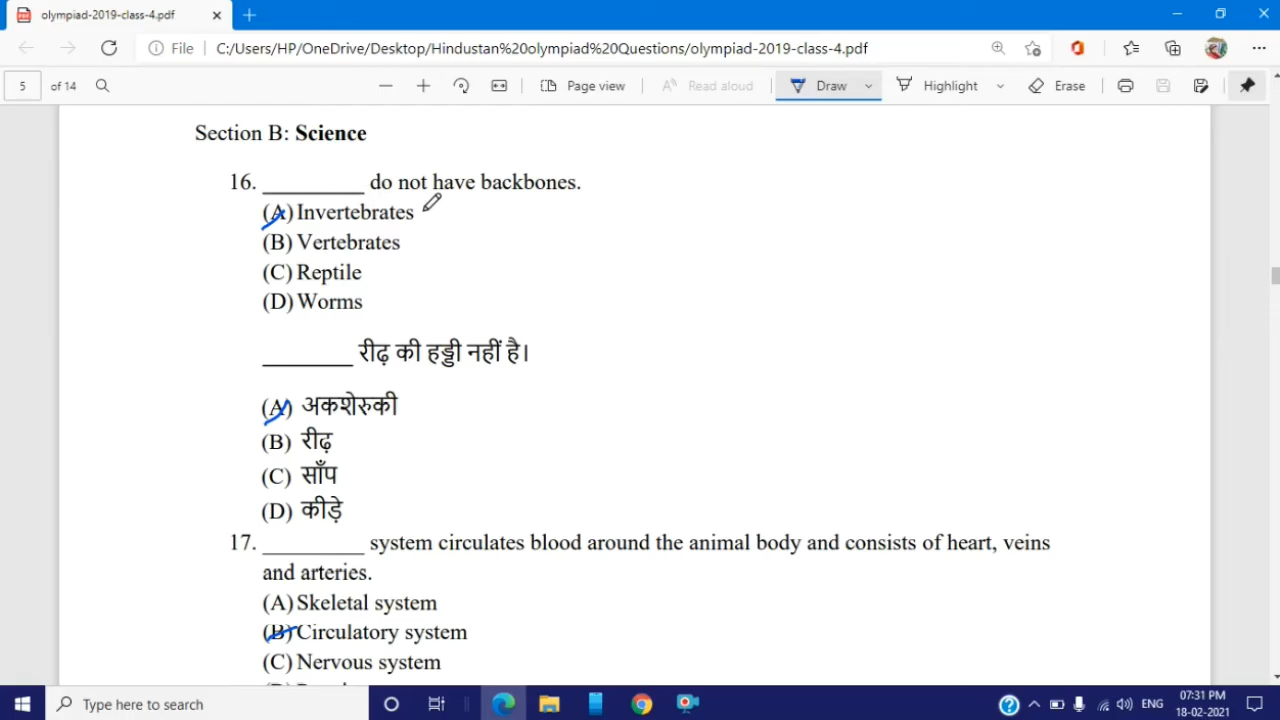 olympiad-2019-class-4.pdf
File | C:/Users/HP/OneDrive/Desktop/Hindustan%20olympiad%20Questions/olympiad-2019-class-4.pdf
5 of 14 Page view Read aloud Draw Highlight Erase
Section B: Science
16. __________ do not have backbones.
(A) Invertebrates
(B) Vertebrates
(C) Reptile
(D) Worms
________ रीढ़ की हड्डी नहीं है।
(A) अकशेरुकी
(B) रीढ़
(C) साँप
(D) कीड़े
17. __________ system circulates blood around the animal body and consists of heart, veins
and arteries.
(A) Skeletal system
(B) Circulatory system
(C) Nervous system
Type here to search
ENG
07:31 PM
18-02-2021